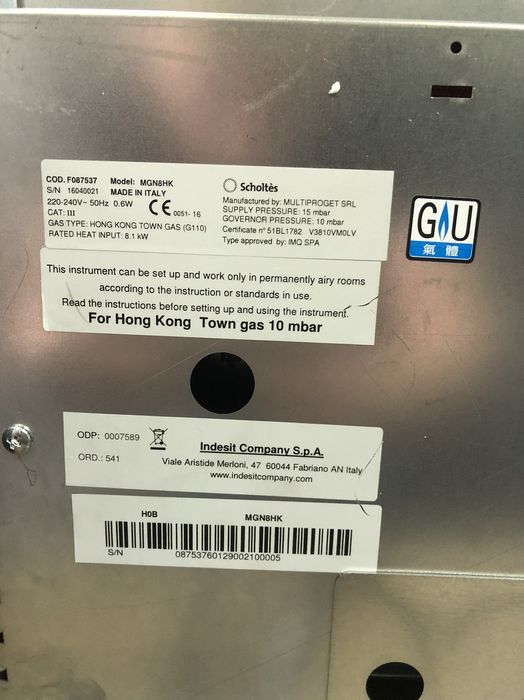 COD. F087537 Model: MGN8HK
S/N 16040021 MADE IN ITALY
220-240V~ 50Hz 0.6W
CE 0051-16
CAT: III
GAS TYPE: HONG KONG TOWN GAS (G110)
RATED HEAT INPUT: 8.1 kW
Scholtès
Manufactured by: MULTIPROGET SRL
SUPPLY PRESSURE: 15 mbar
GOVERNOR PRESSURE: 10 mbar
Certificate n° 51BL1782 V3810VM0LV
Type approved by: IMQ SPA
GU
氣體
This instrument can be set up and work only in permanently airy rooms
according to the instruction or standards in use.
Read the instructions before setting up and using the instrument.
For Hong Kong Town gas 10 mbar
ODP: 0007589
ORD.: 541
Indesit Company S.p.A.
Viale Aristide Merloni, 47 60044 Fabriano AN Italy
www.indesitcompany.com
H0B MGN8HK
S/N 08753760129002100005